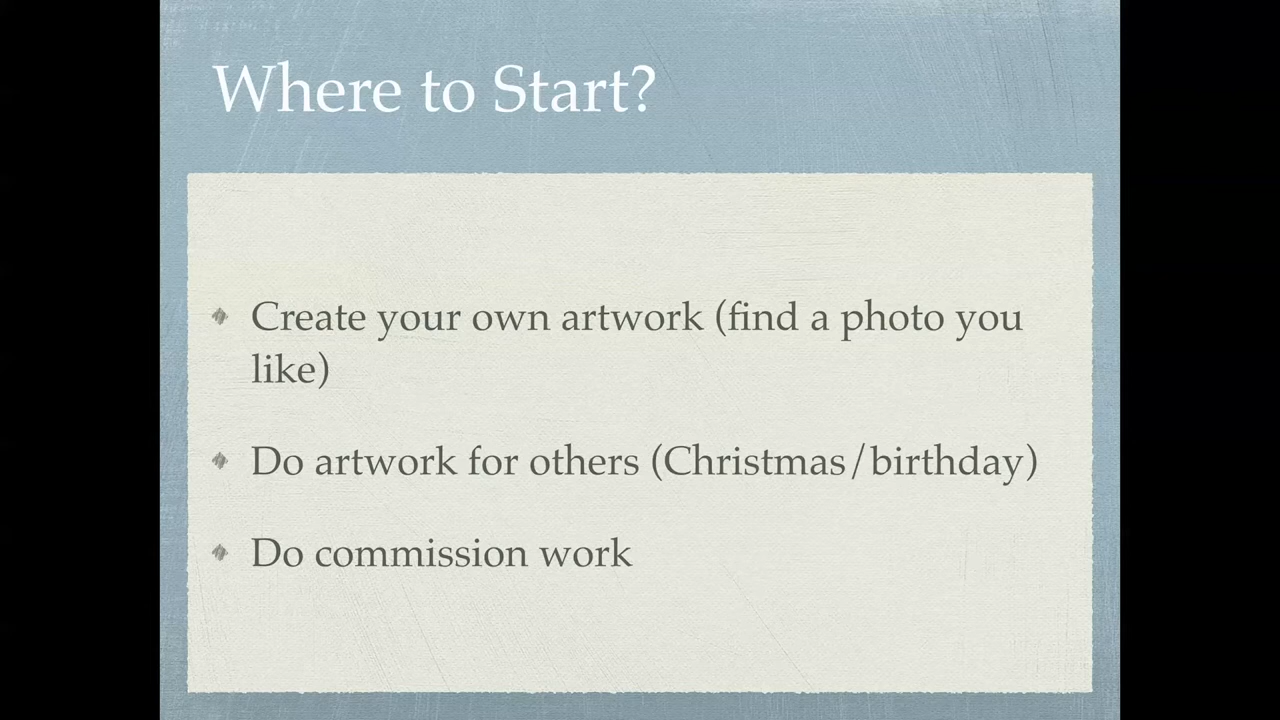 Where to Start?
Create your own artwork (find a photo you
like)
Do artwork for others (Christmas/birthday)
Do commission work